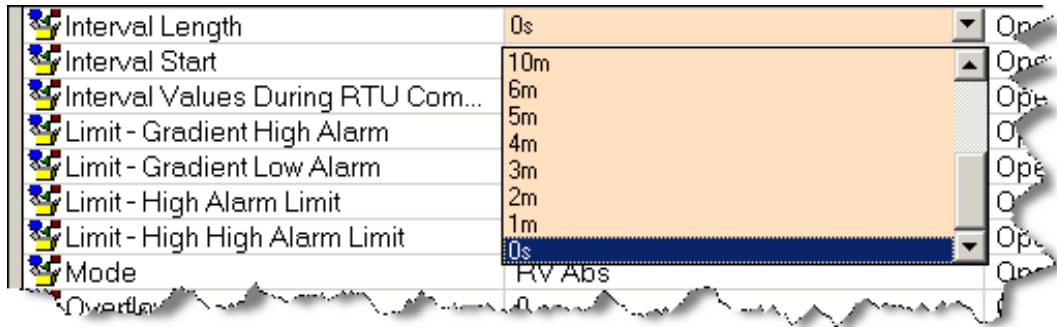 Interval Length 0s
Interval Start 10m
Interval Values During RTU Com... 6m
5m
Limit - Gradient High Alarm 4m
Limit - Gradient Low Alarm 3m
Limit - High Alarm Limit 2m
Limit - High High Alarm Limit 1m
0s
Mode RV Abs